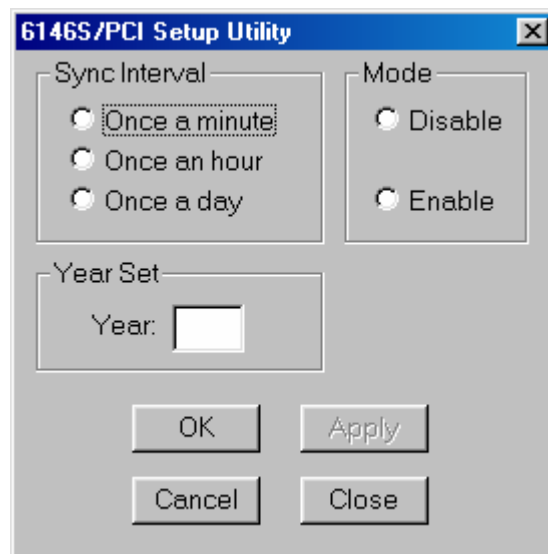 6146S/PCI Setup Utility
Sync Interval
Once a minute
Once an hour
Once a day
Mode
Disable
Enable
Year Set
Year:
OK
Apply
Cancel
Close